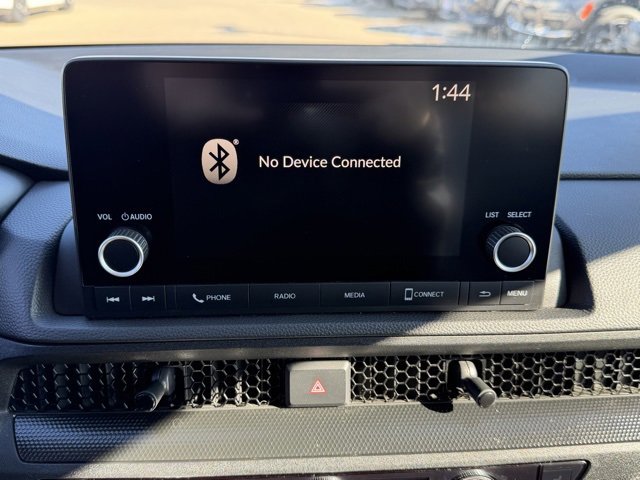 1:44
No Device Connected
VOL AUDIO
LIST SELECT
PHONE RADIO MEDIA CONNECT MENU